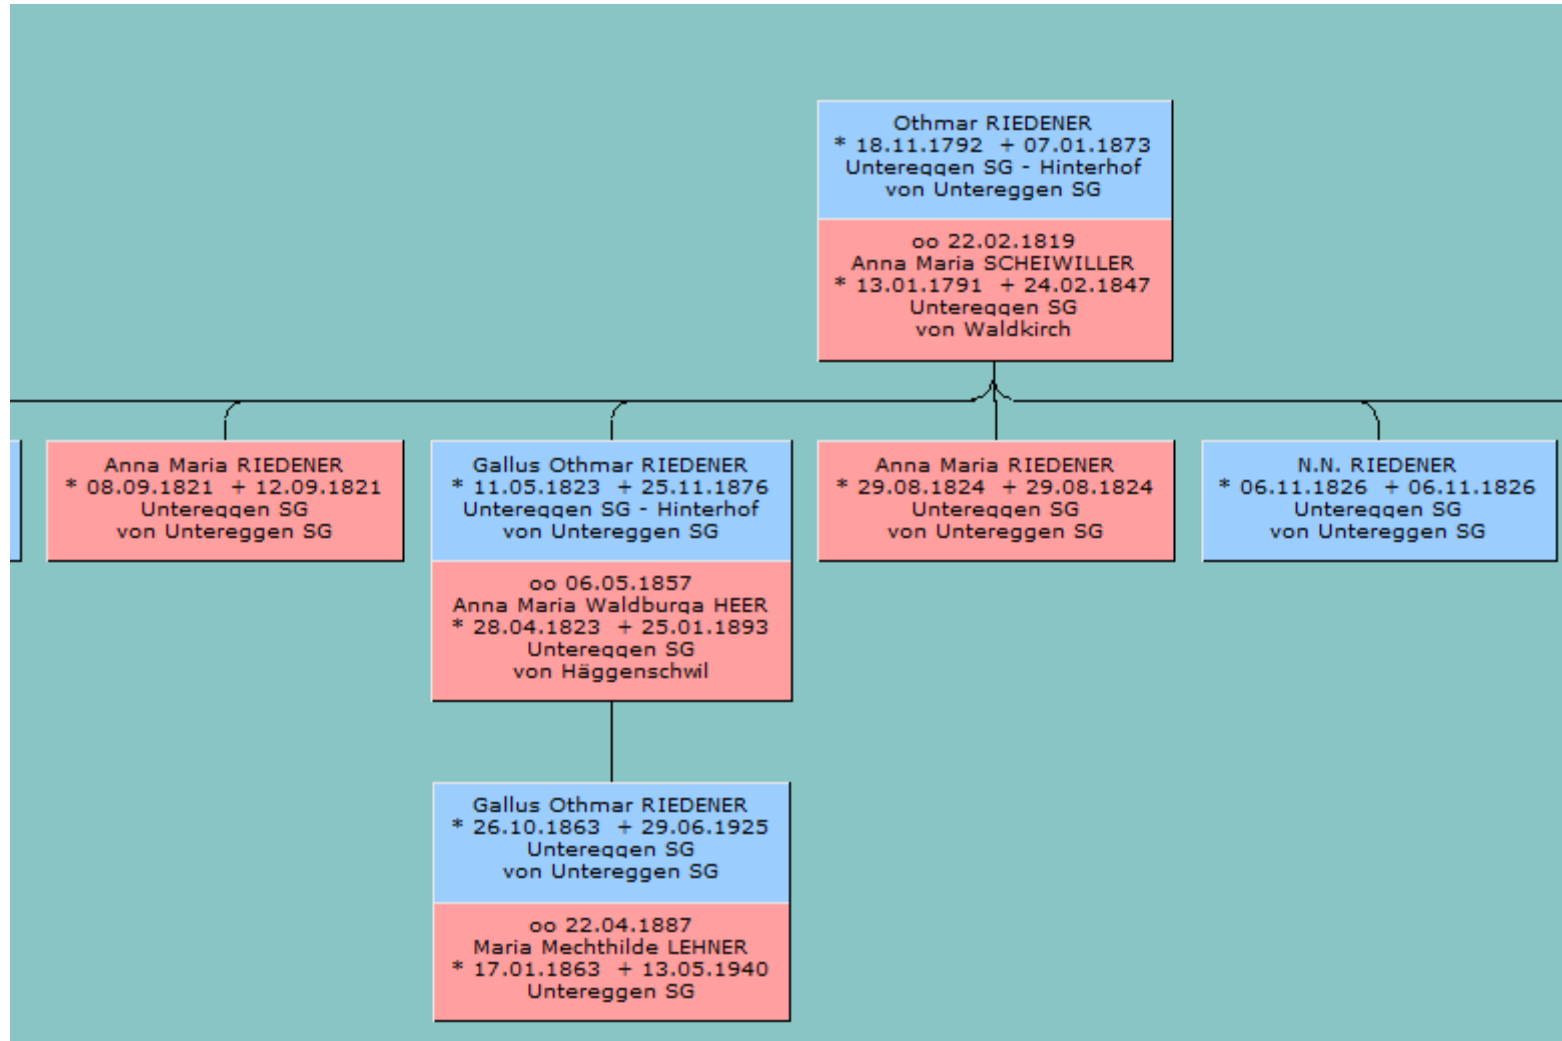 Othmar RIEDENER
* 18.11.1792 + 07.01.1873
Untereggen SG - Hinterhof
von Untereggen SG
oo 22.02.1819
Anna Maria SCHEIWILLER
* 13.01.1791 + 24.02.1847
Untereggen SG
von Waldkirch
Anna Maria RIEDENER
* 08.09.1821 + 12.09.1821
Untereggen SG
von Untereggen SG
Gallus Othmar RIEDENER
* 11.05.1823 + 25.11.1876
Untereggen SG - Hinterhof
von Untereggen SG
oo 06.05.1857
Anna Maria Waldburga HEER
* 28.04.1823 + 25.01.1893
Untereggen SG
von Häggenschwil
Anna Maria RIEDENER
* 29.08.1824 + 29.08.1824
Untereggen SG
von Untereggen SG
N.N. RIEDENER
* 06.11.1826 + 06.11.1826
Untereggen SG
von Untereggen SG
Gallus Othmar RIEDENER
* 26.10.1863 + 29.06.1925
Untereggen SG
von Untereggen SG
oo 22.04.1887
Maria Mechthilde LEHNER
* 17.01.1863 + 13.05.1940
Untereggen SG